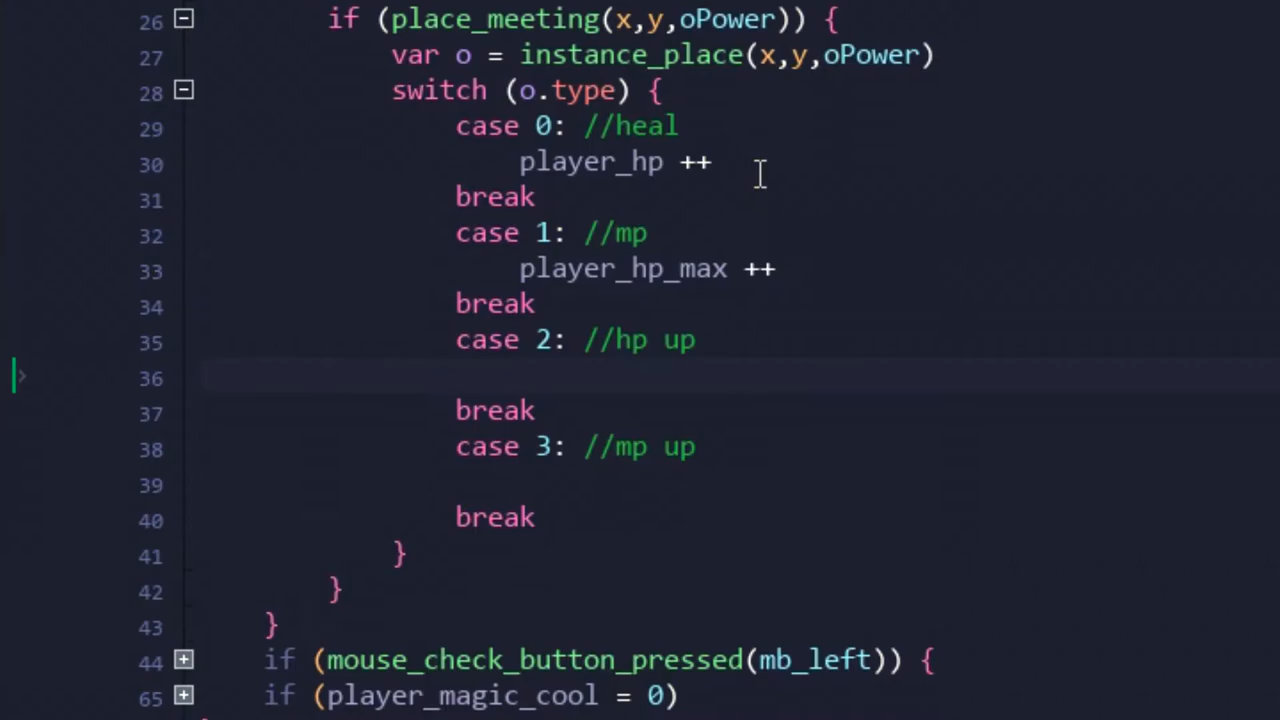 26 if (place_meeting(x,y,oPower)) {
27 var o = instance_place(x,y,oPower)
28 switch (o.type) {
29 case 0: //heal
30 player_hp ++
31 break
32 case 1: //mp
33 player_hp_max ++
34 break
35 case 2: //hp up
36
37 break
38 case 3: //mp up
39
40 break
41 }
42 }
43 }
44 if (mouse_check_button_pressed(mb_left)) {
65 if (player_magic_cool = 0)